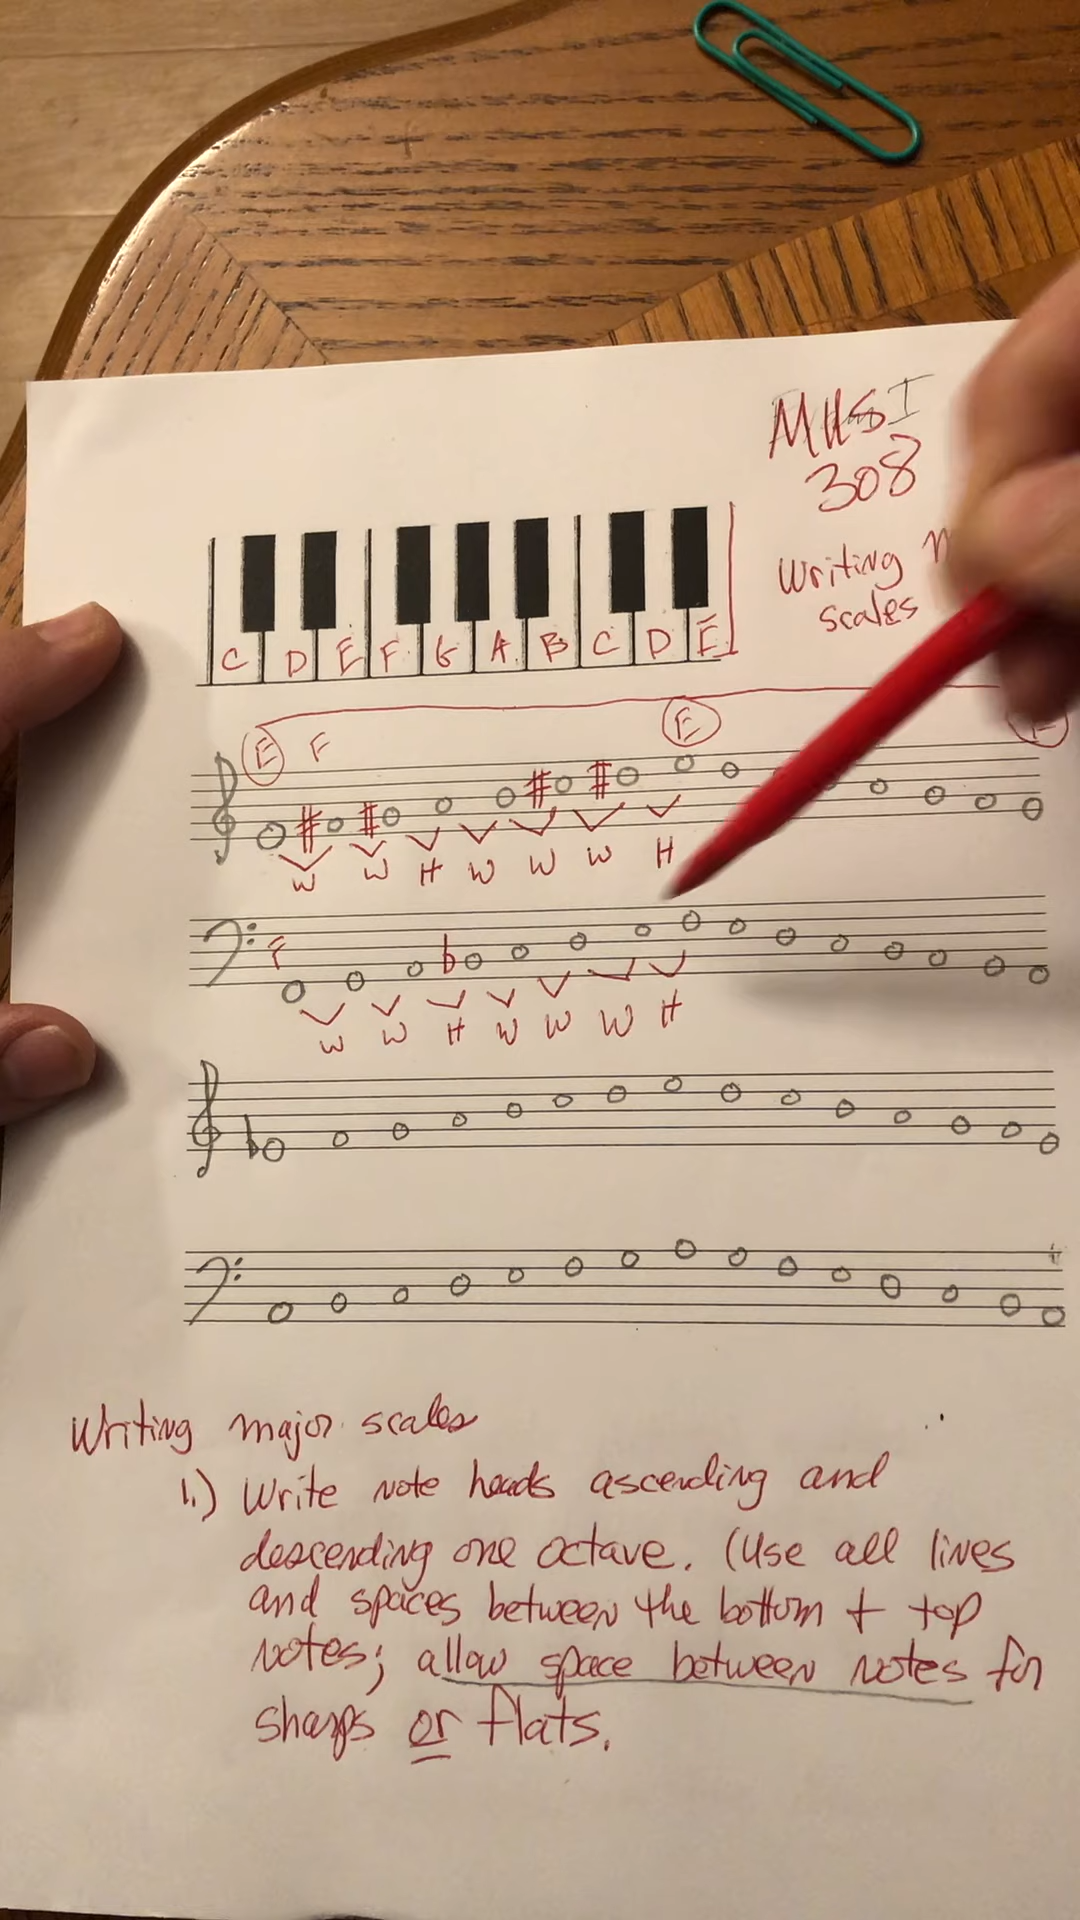 MUSI
308
Writing
scales
C D E F G A B C D E
E F E
# # # #
W W H W W W H
F
b
W W H W W W H
b
Writing major scales
1.) Write note heads ascending and
descending one octave. (Use all lines
and spaces between the bottom + top
notes; allow space between notes for
sharps or flats.